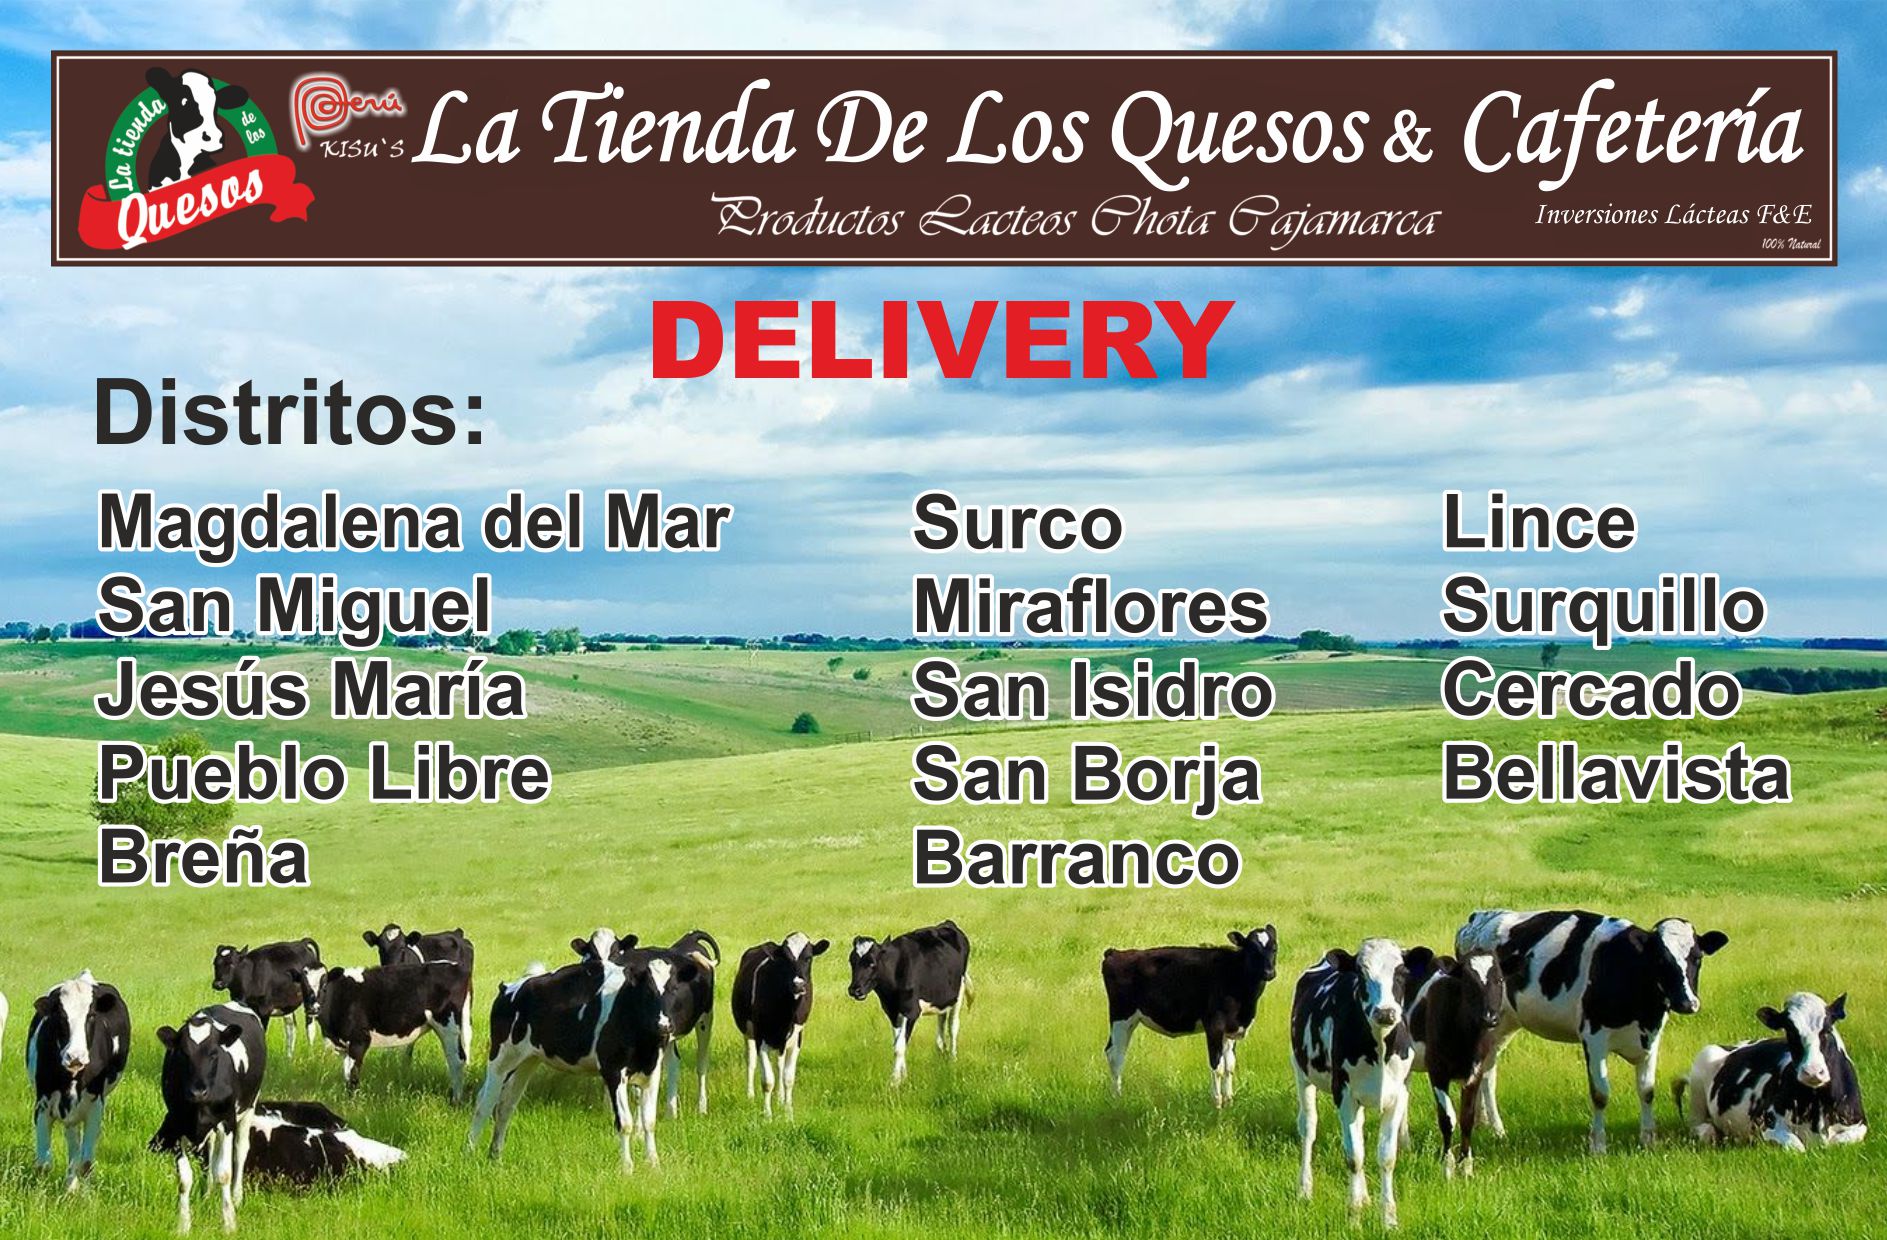 La tienda
de
los
Quesos
Perú
KISU`S
La Tienda De Los Quesos & Cafetería
Productos Lacteos Chota Cajamarca
Inversiones Lácteas F&E
100% Natural
DELIVERY
Distritos:
Magdalena del Mar
San Miguel
Jesús María
Pueblo Libre
Breña
Surco
Miraflores
San Isidro
San Borja
Barranco
Lince
Surquillo
Cercado
Bellavista